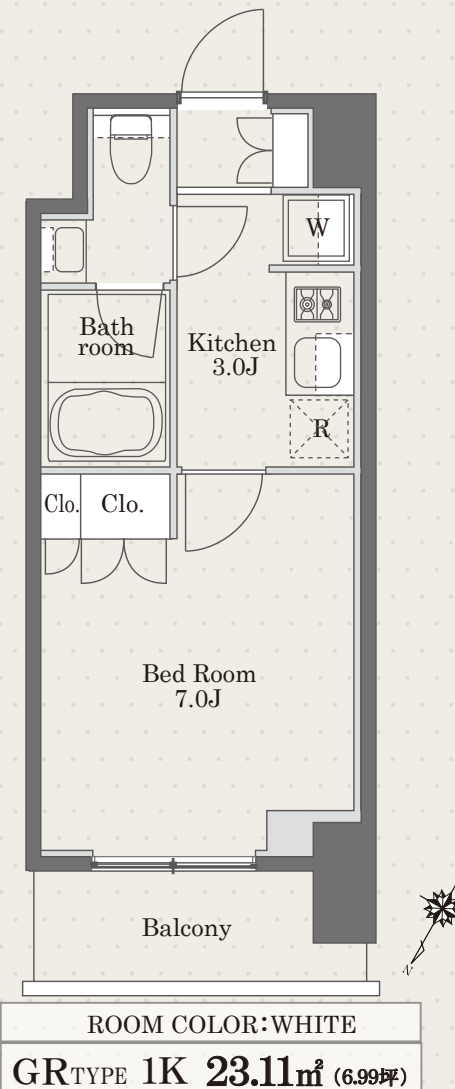 W
Bath
room
Kitchen
3.0J
R
Clo.
Clo.
Bed Room
7.0J
Balcony
N
ROOM COLOR:WHITE
GRTYPE 1K 23.11㎡ (6.99坪)